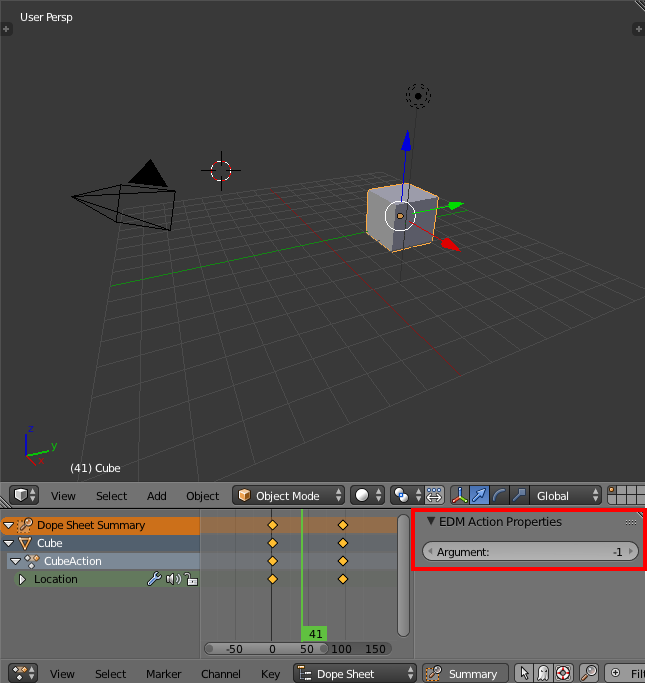 User Persp
z
y
x
(41) Cube
View Select Add Object Object Mode Global
Dope Sheet Summary
Cube
CubeAction
Location
EDM Action Properties
Argument: -1
41
-50 0 50 100 150
View Select Marker Channel Key Dope Sheet Summary Filt